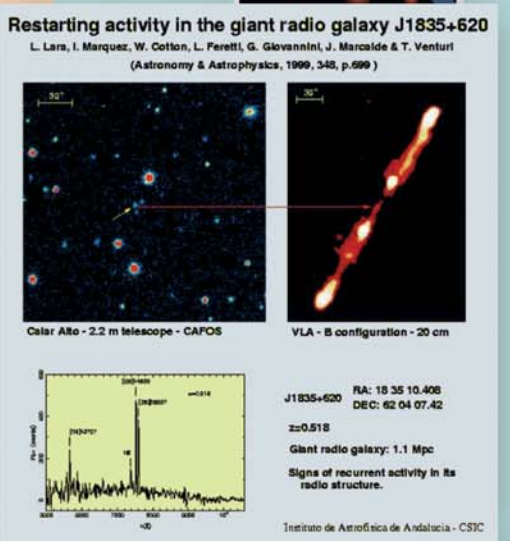 Restarting activity in the giant radio galaxy J1835+620
L. Lara, I. Marquez, W. Cotton, L. Feretti, G. Giovannini, J. Marcaide & T. Venturi
(Astronomy & Astrophysics, 1999, 348, p.699 )
32"
Calar Alto - 2.2 m telescope - CAFOS
VLA - B configuration - 20 cm
J1835+620
RA: 18 35 10.408
DEC: 62 04 07.42
z=0.518
Giant radio galaxy: 1.1 Mpc
Signs of recurrent activity in its
radio structure.
Instituto de Astrofísica de Andalucia - CSIC